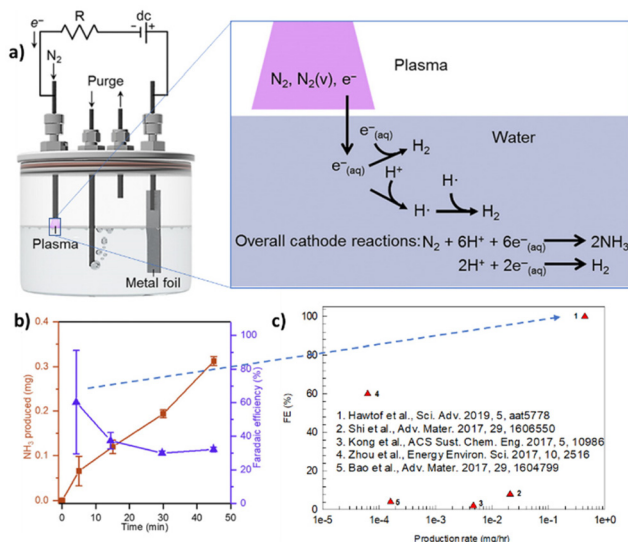 a)
e⁻
R
dc
- +
N₂
Purge
Plasma
Metal foil
N₂, N₂(v), e⁻
Plasma
Water
e⁻(aq)
e⁻(aq)
H₂
H⁺
H·
H·
H₂
Overall cathode reactions: N₂ + 6H⁺ + 6e⁻(aq) → 2NH₃
2H⁺ + 2e⁻(aq) → H₂
b)
0.4
0.3
0.2
0.1
0.0
NH₃ produced (mg)
0 10 20 30 40 50
Time (min)
100
80
60
40
20
0
Faradaic efficiency (%)
c)
100
80
60
40
20
0
FE (%)
1
4
5
3
2
1. Hawtof et al., Sci. Adv. 2019, 5, aat5778
2. Shi et al., Adv. Mater. 2017, 29, 1606550
3. Kong et al., ACS Sust. Chem. Eng. 2017, 5, 10986
4. Zhou et al., Energy Environ. Sci. 2017, 10, 2516
5. Bao et al., Adv. Mater. 2017, 29, 1604799
1e-5 1e-4 1e-3 1e-2 1e-1 1e+0
Production rate (mg/hr)